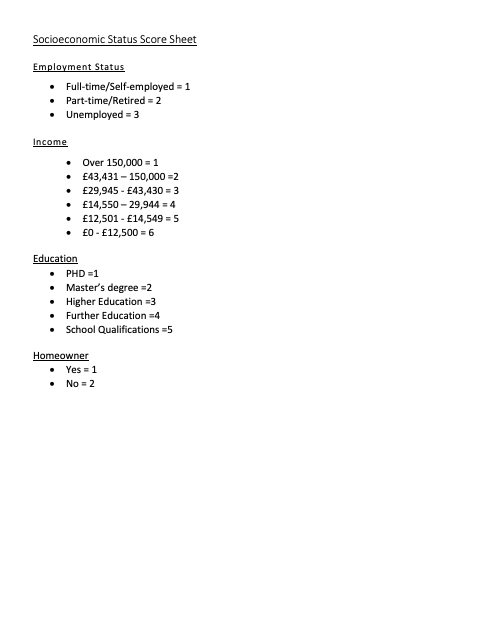 Socioeconomic Status Score Sheet
Employment Status
• Full-time/Self-employed = 1
• Part-time/Retired = 2
• Unemployed = 3
Income
• Over 150,000 = 1
• £43,431 – 150,000 =2
• £29,945 - £43,430 = 3
• £14,550 – 29,944 = 4
• £12,501 - £14,549 = 5
• £0 - £12,500 = 6
Education
• PHD =1
• Master's degree =2
• Higher Education =3
• Further Education =4
• School Qualifications =5
Homeowner
• Yes = 1
• No = 2